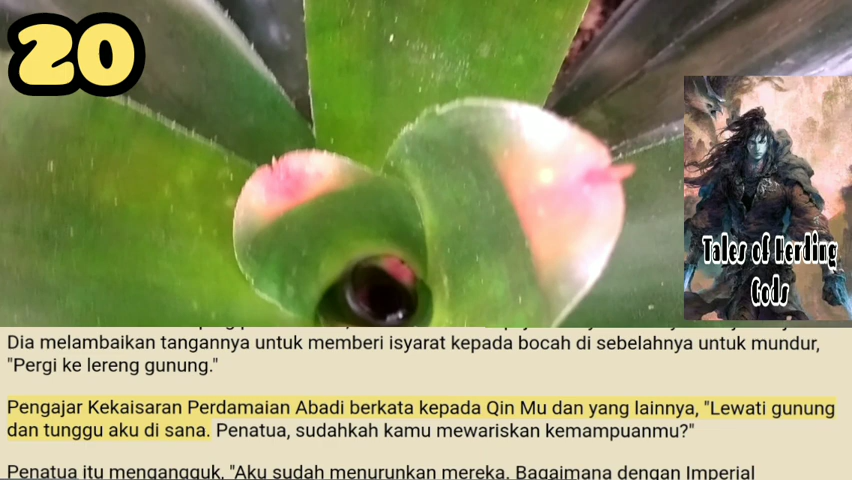 20
Tales of Herding
Gods
Dia melambaikan tangannya untuk memberi isyarat kepada bocah di sebelahnya untuk mundur,
"Pergi ke lereng gunung."
Pengajar Kekaisaran Perdamaian Abadi berkata kepada Qin Mu dan yang lainnya, "Lewati gunung
dan tunggu aku di sana. Penatua, sudahkah kamu mewariskan kemampuanmu?"
Penatua itu mengangguk, "Aku sudah menurunkan mereka. Bagaimana dengan Imperial